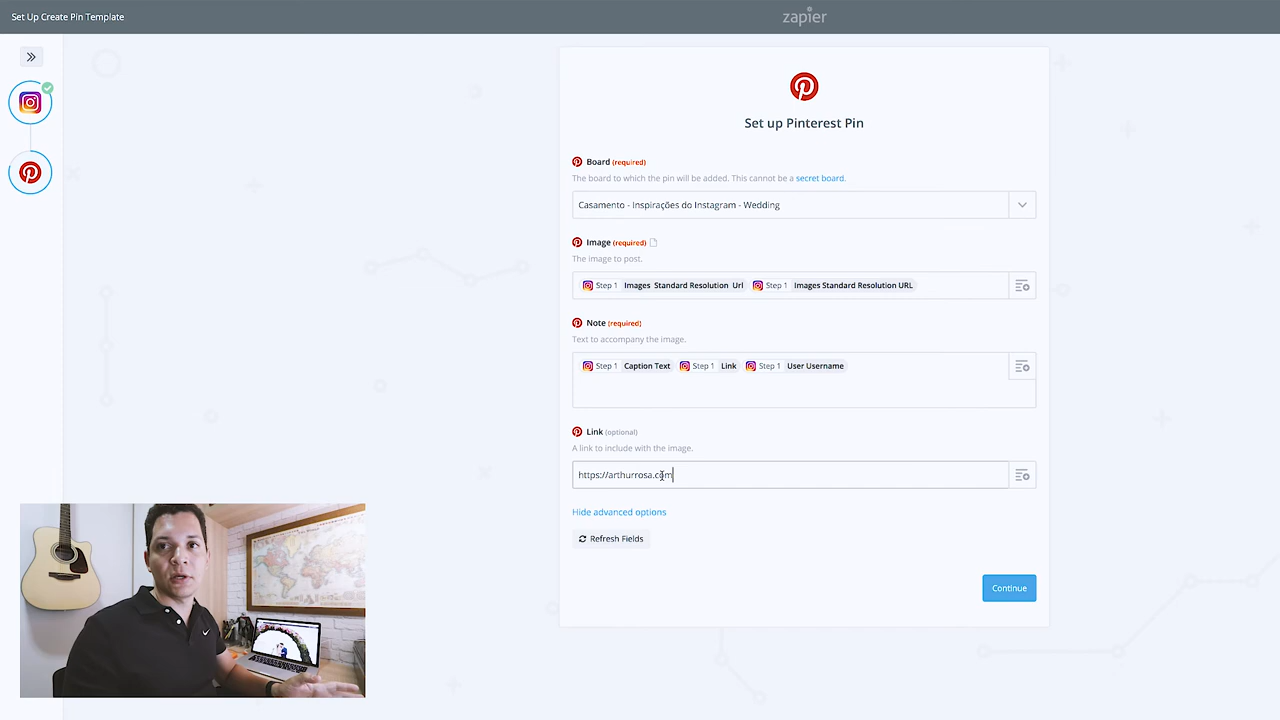 Set Up Create Pin Template
zapier
Set up Pinterest Pin
Board (required)
The board to which the pin will be added. This cannot be a secret board.
Casamento - Inspirações do Instagram - Wedding
Image (required)
The image to post.
Step 1 Images Standard Resolution Url Step 1 Images Standard Resolution URL
Note (required)
Text to accompany the image.
Step 1 Caption Text Step 1 Link Step 1 User Username
Link (optional)
A link to include with the image.
https://arthurrosa.com
Hide advanced options
Refresh Fields
Continue